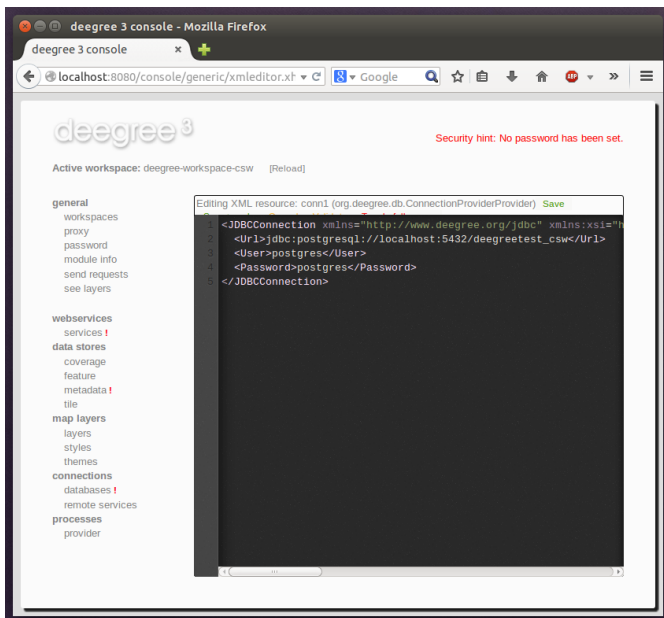 deegree 3 console - Mozilla Firefox
deegree 3 console
localhost:8080/console/generic/xmleditor.xh
Google
deegree 3
Security hint: No password has been set.
Active workspace: deegree-workspace-csw [Reload]
general
workspaces
proxy
password
module info
send requests
see layers
webservices
services !
data stores
coverage
feature
metadata !
tile
map layers
layers
styles
themes
connections
databases !
remote services
processes
provider
Editing XML resource: conn1 (org.deegree.db.ConnectionProviderProvider) Save
1 <JDBCConnection xmlns="http://www.deegree.org/jdbc" xmlns:xsi="h
2 <Url>jdbc:postgresql://localhost:5432/deegreetest_csw</Url>
3 <User>postgres</User>
4 <Password>postgres</Password>
5 </JDBCConnection>